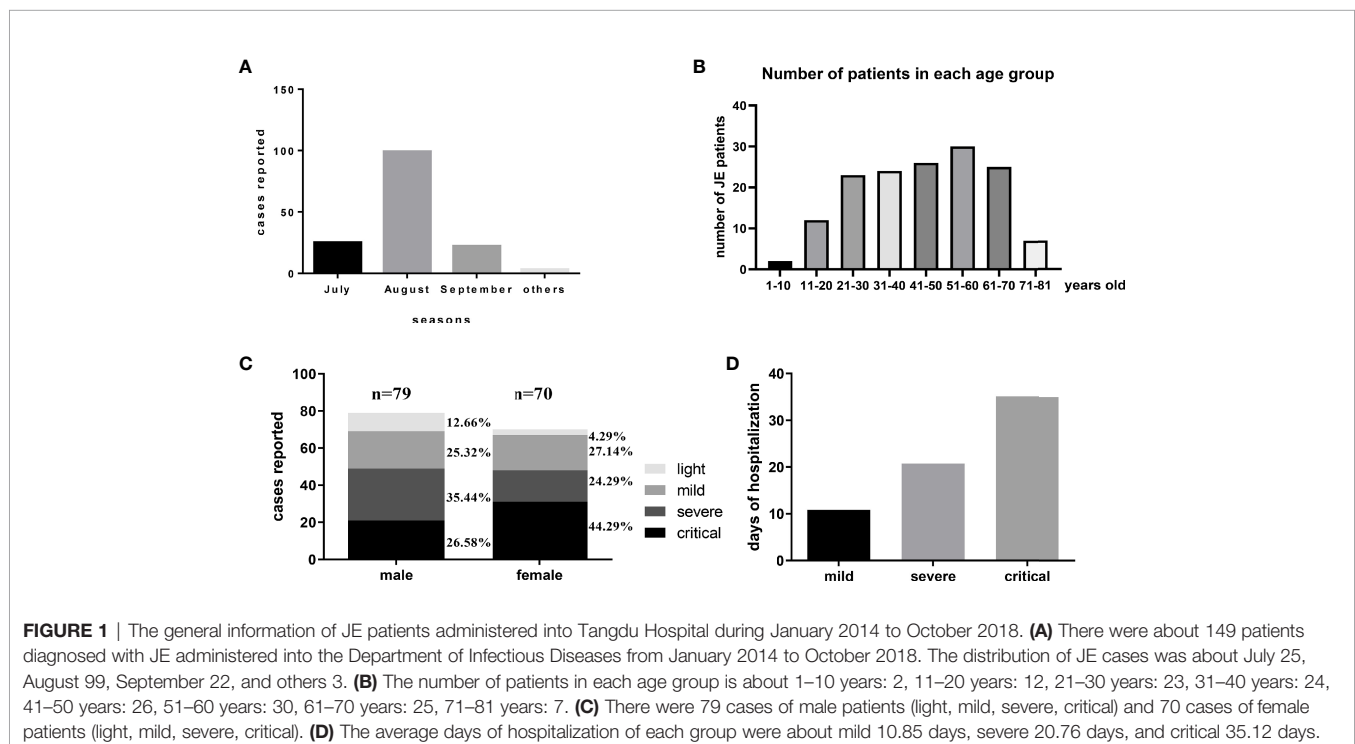 A
150
100
50
0
cases reported
July August September others
seasons
B
Number of patients in each age group
40
30
20
10
0
number of JE patients
1-10 11-20 21-30 31-40 41-50 51-60 61-70 71-81 years old
C
100
80
60
40
20
0
cases reported
n=79 n=70
12.66%
25.32%
35.44%
26.58%
4.29%
27.14%
24.29%
44.29%
male female
light
mild
severe
critical
D
40
30
20
10
0
days of hospitalization
mild severe critical
FIGURE 1 | The general information of JE patients administered into Tangdu Hospital during January 2014 to October 2018. (A) There were about 149 patients
diagnosed with JE administered into the Department of Infectious Diseases from January 2014 to October 2018. The distribution of JE cases was about July 25,
August 99, September 22, and others 3. (B) The number of patients in each age group is about 1–10 years: 2, 11–20 years: 12, 21–30 years: 23, 31–40 years: 24,
41–50 years: 26, 51–60 years: 30, 61–70 years: 25, 71–81 years: 7. (C) There were 79 cases of male patients (light, mild, severe, critical) and 70 cases of female
patients (light, mild, severe, critical). (D) The average days of hospitalization of each group were about mild 10.85 days, severe 20.76 days, and critical 35.12 days.